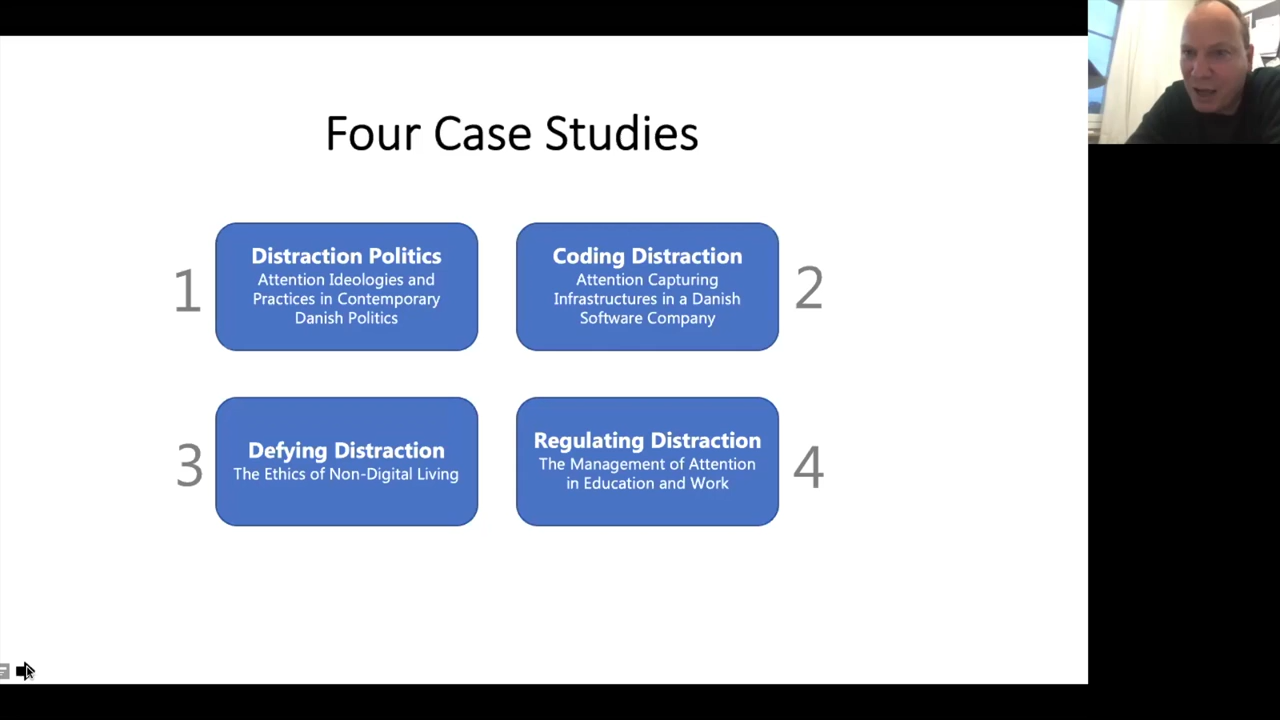 Four Case Studies
1
Distraction Politics
Attention Ideologies and
Practices in Contemporary
Danish Politics
Coding Distraction
Attention Capturing
Infrastructures in a Danish
Software Company
2
3
Defying Distraction
The Ethics of Non-Digital Living
Regulating Distraction
The Management of Attention
in Education and Work
4